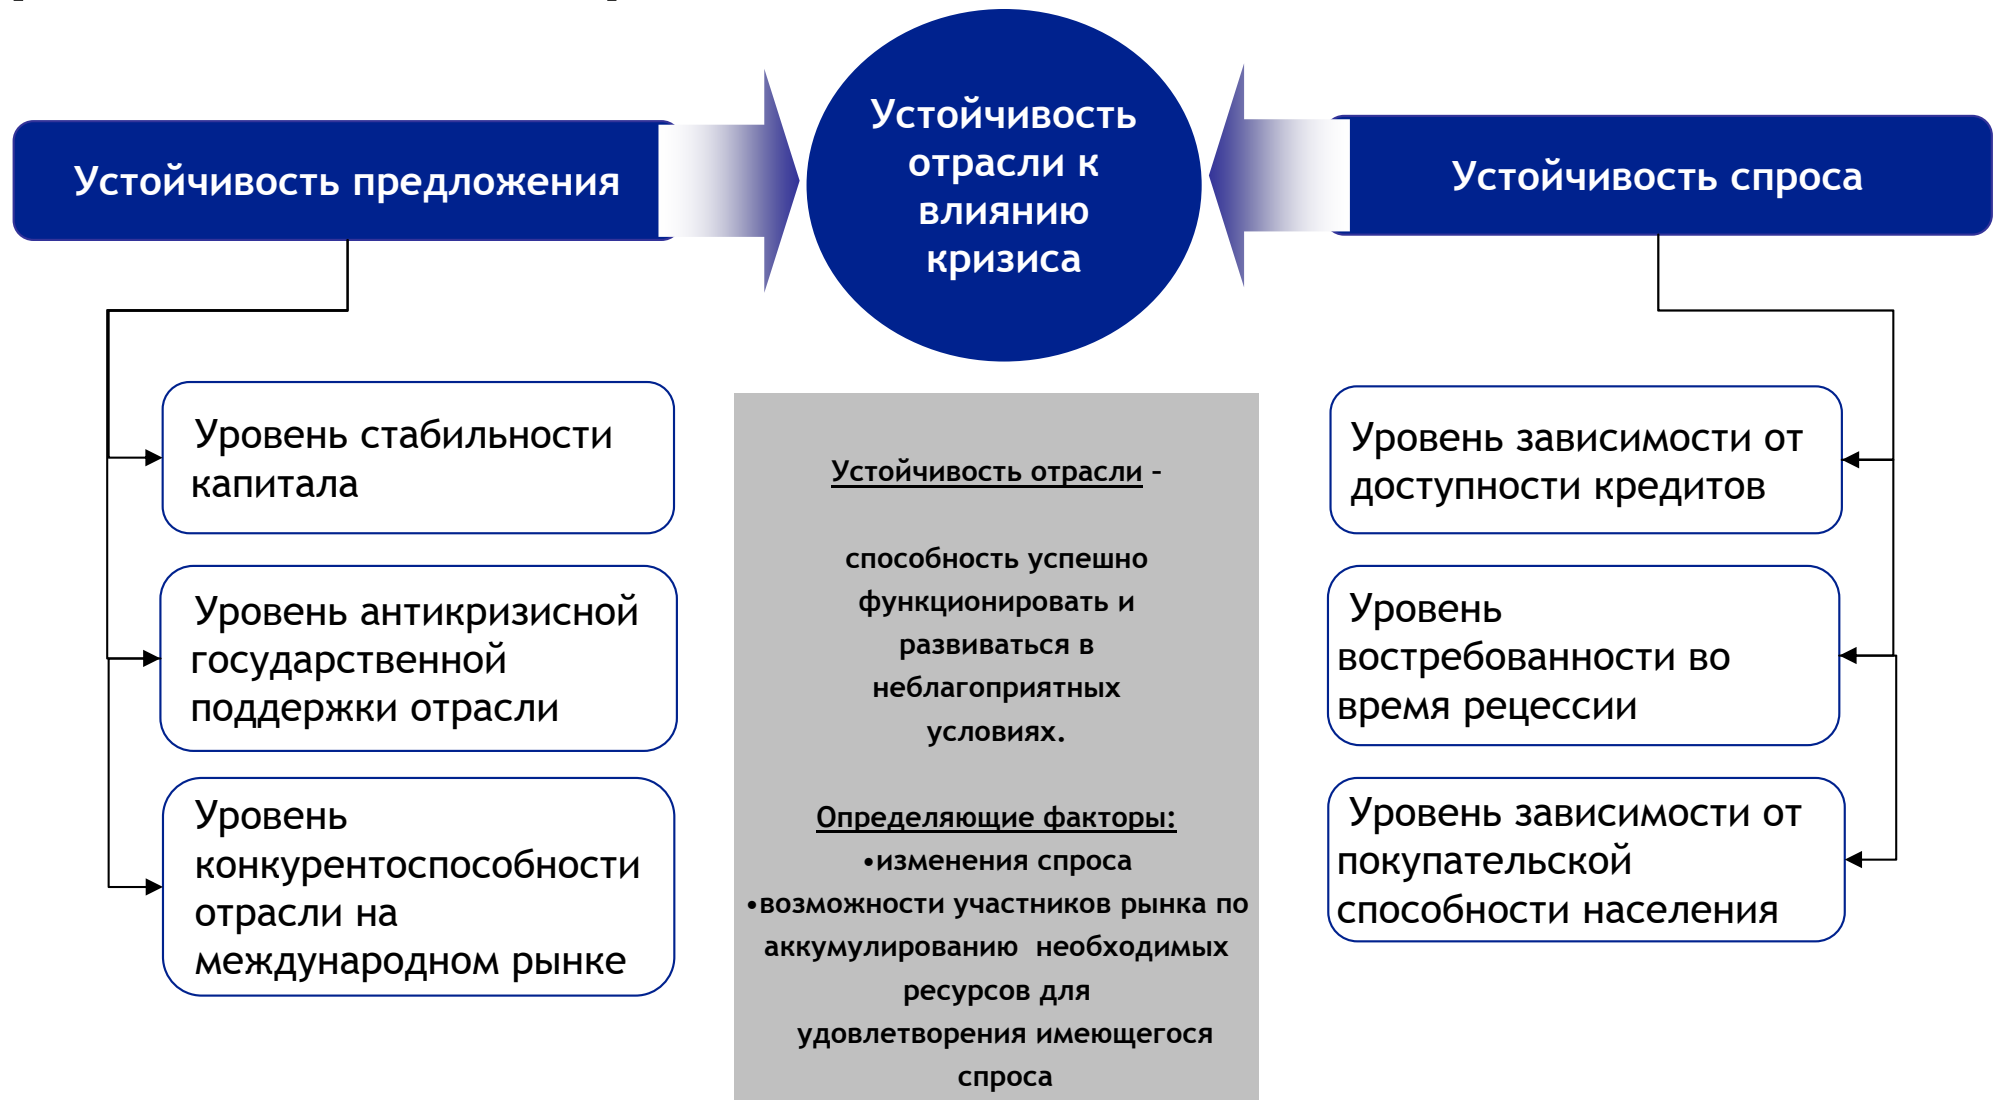 Устойчивость предложения
Устойчивость
отрасли к
влиянию
кризиса
Устойчивость спроса
Уровень стабильности
капитала
Уровень антикризисной
государственной
поддержки отрасли
Уровень
конкурентоспособности
отрасли на
международном рынке
Устойчивость отрасли –
способность успешно
функционировать и
развиваться в
неблагоприятных
условиях.
Определяющие факторы:
•изменения спроса
•возможности участников рынка по
аккумулированию необходимых
ресурсов для
удовлетворения имеющегося
спроса
Уровень зависимости от
доступности кредитов
Уровень
востребованности во
время рецессии
Уровень зависимости от
покупательской
способности населения